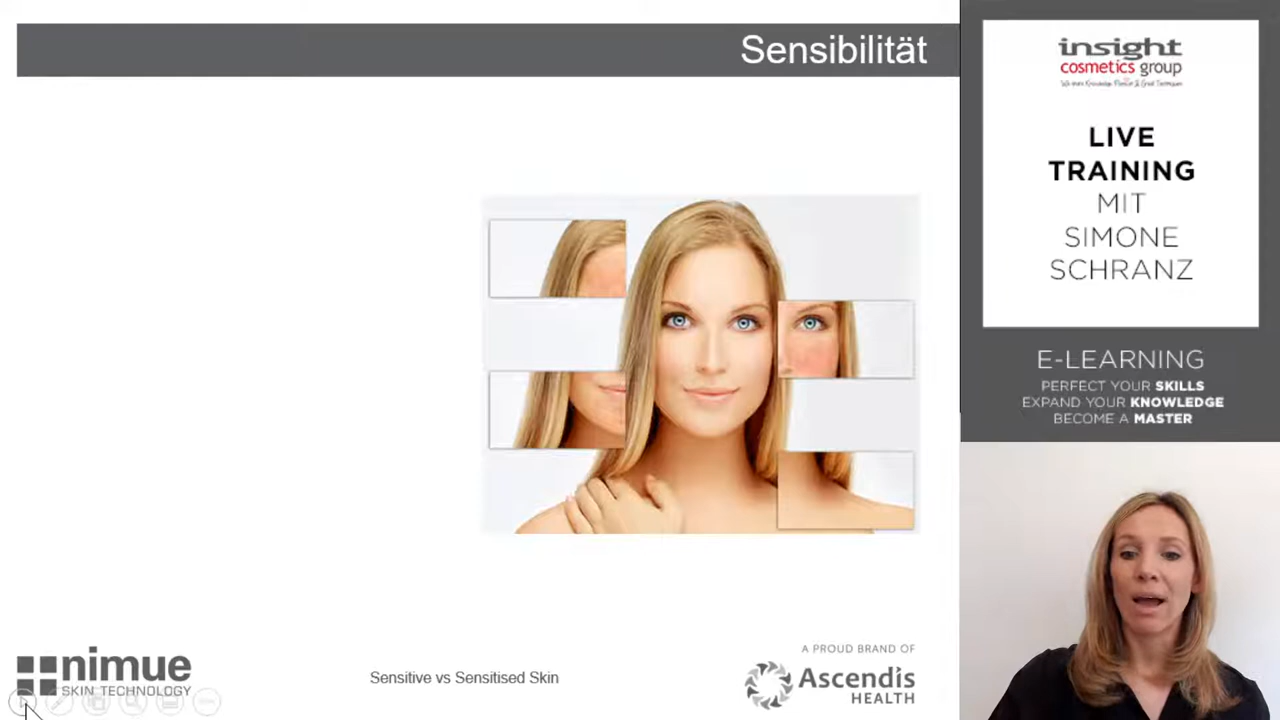 Sensibilität
insight
cosmetics group
LIVE
TRAINING
MIT
SIMONE
SCHRANZ
E-LEARNING
PERFECT YOUR SKILLS
EXPAND YOUR KNOWLEDGE
BECOME A MASTER
nimue
SKIN TECHNOLOGY
Sensitive vs Sensitised Skin
A PROUD BRAND OF
Ascendis
HEALTH